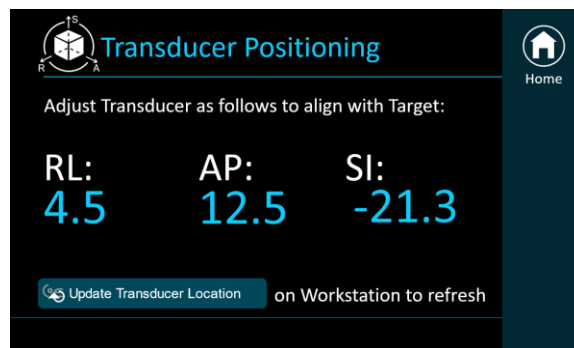 S
R
A
Transducer Positioning
Home
Adjust Transducer as follows to align with Target:
RL: AP: SI:
4.5 12.5 -21.3
Update Transducer Location on Workstation to refresh